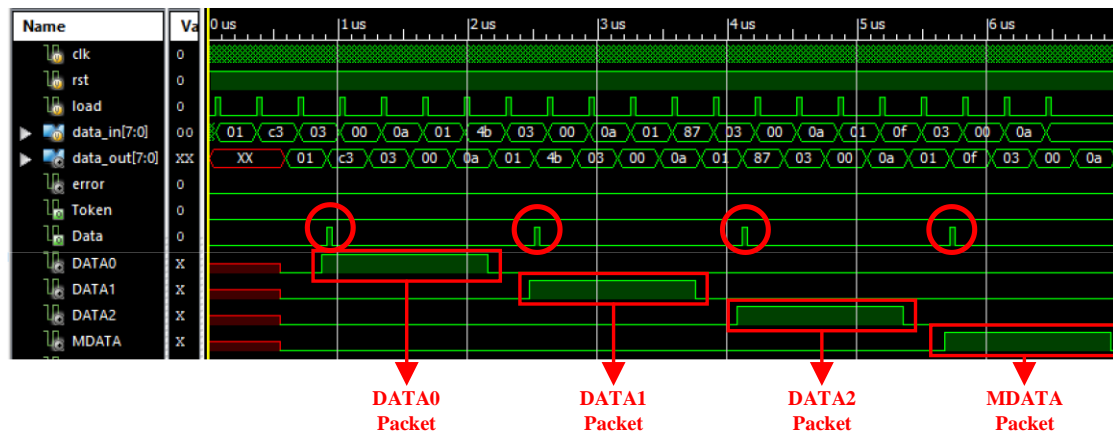 Name Va 0 us 1 us 2 us 3 us 4 us 5 us 6 us
clk 0
rst 0
load 0
data_in[7:0] 00 01 c3 03 00 0a 01 4b 03 00 0a 01 87 03 00 0a 01 0f 03 00 0a
data_out[7:0] XX XX 01 c3 03 00 0a 01 4b 03 00 0a 01 87 03 00 0a 01 0f 03 00 0a
error 0
Token 0
Data 0
DATA0 X
DATA1 X
DATA2 X
MDATA X
DATA0 DATA1 DATA2 MDATA
Packet Packet Packet Packet